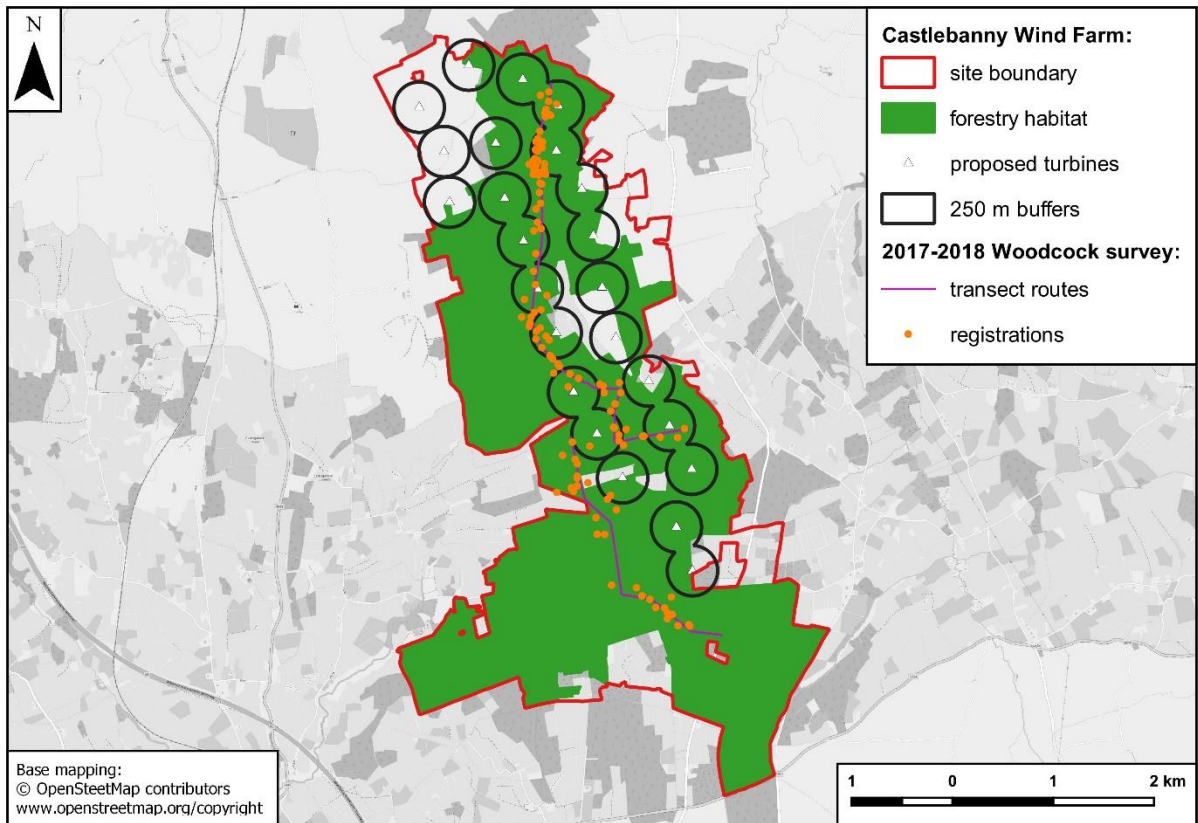 N
Castlebanny Wind Farm:
site boundary
forestry habitat
proposed turbines
250 m buffers
2017-2018 Woodcock survey:
transect routes
registrations
Base mapping:
© OpenSteetMap contributors
www.openstreetmap.org/copyright
1 0 1 2 km